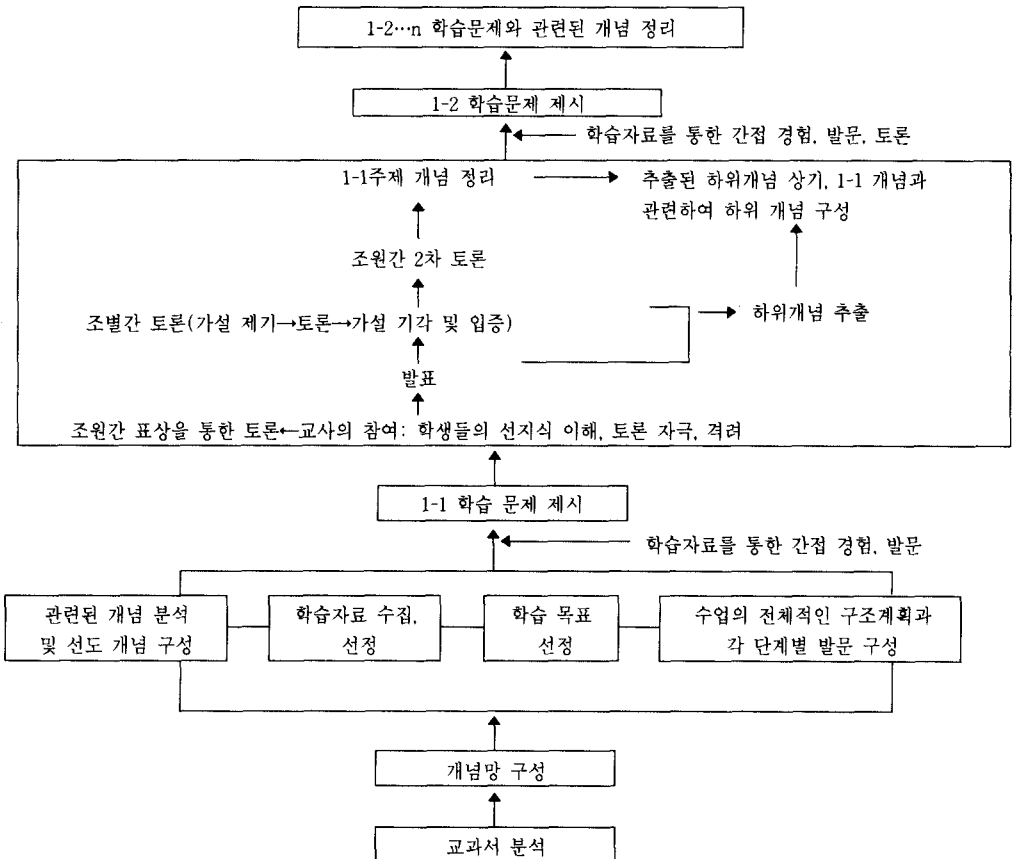 1-2…n 학습문제와 관련된 개념 정리
1-2 학습문제 제시
학습자료를 통한 간접 경험, 발문, 토론
1-1주제 개념 정리
추출된 하위개념 상기, 1-1 개념과
관련하여 하위 개념 구성
조원간 2차 토론
조별간 토론(가설 제기→토론→가설 기각 및 입증)
하위개념 추출
발표
조원간 표상을 통한 토론←교사의 참여: 학생들의 선지식 이해, 토론 자극, 격려
1-1 학습 문제 제시
학습자료를 통한 간접 경험, 발문
관련된 개념 분석
및 선도 개념 구성
학습자료 수집,
선정
학습 목표
선정
수업의 전체적인 구조계획과
각 단계별 발문 구성
개념망 구성
교과서 분석